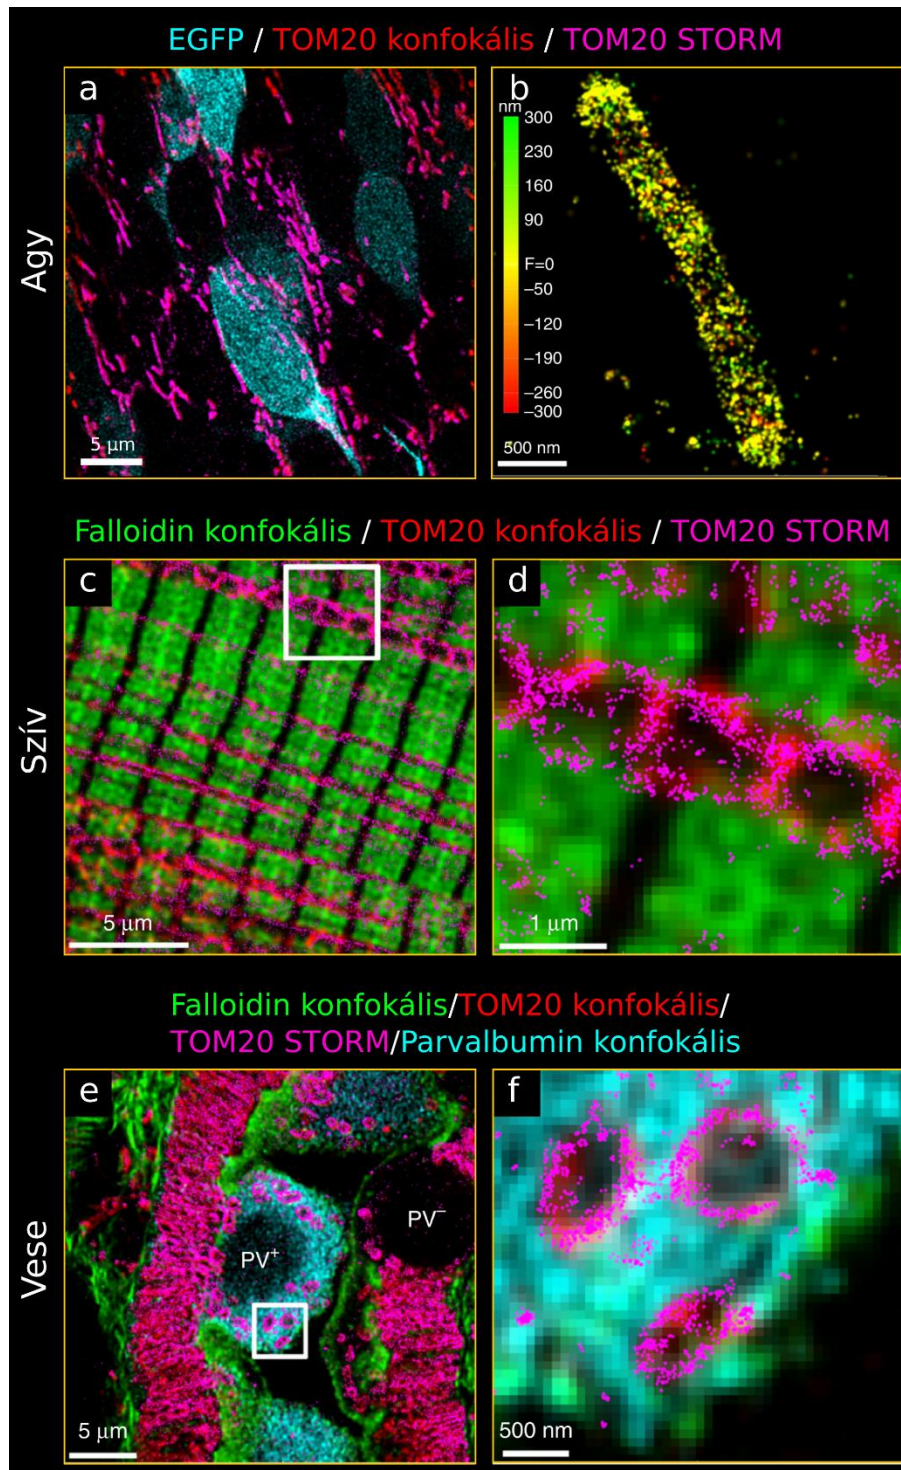 EGFP / TOM20 konfokális / TOM20 STORM
Agy
a
5 µm
b
nm
300
230
160
90
F=0
−50
−120
−190
−260
−300
500 nm
Falloidin konfokális / TOM20 konfokális / TOM20 STORM
Szív
c
5 µm
d
1 µm
Falloidin konfokális/TOM20 konfokális/
TOM20 STORM/Parvalbumin konfokális
Vese
e
PV⁺
PV⁻
5 µm
f
500 nm